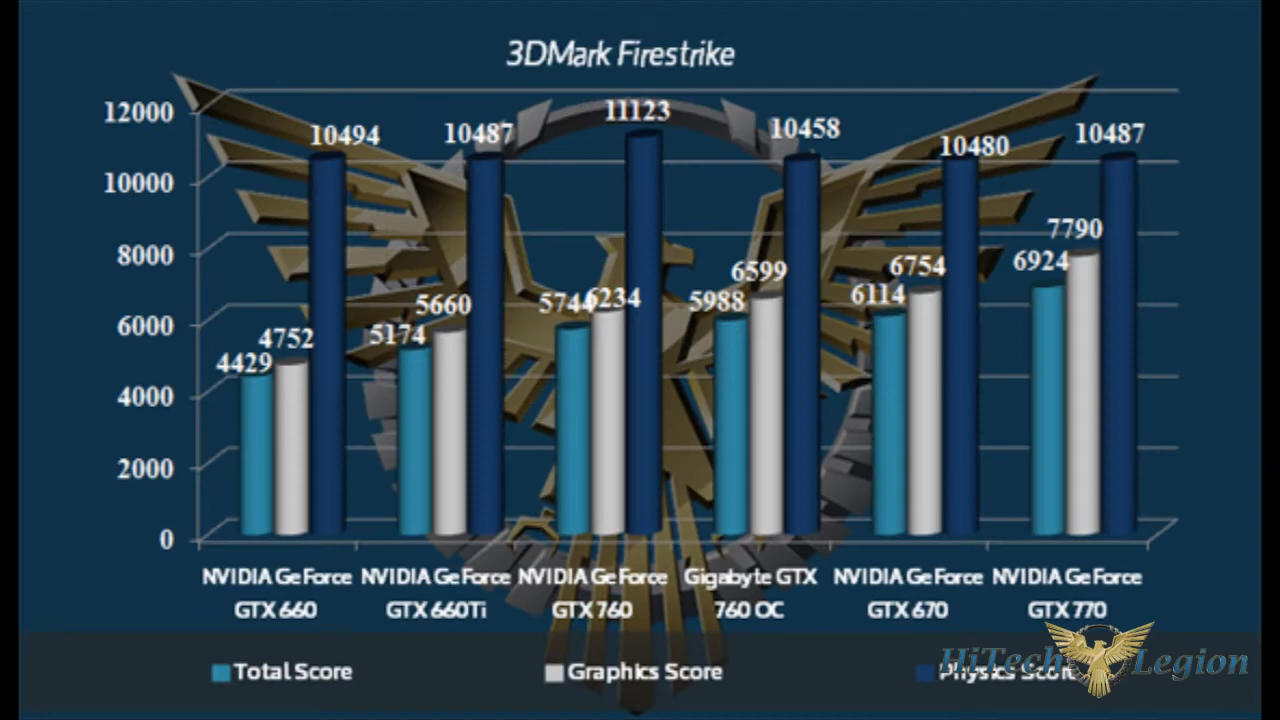 3DMark Firestrike
12000
10000
8000
6000
4000
2000
0
4429
4752
10494
5174
5660
10487
5744
6234
11123
5988
6599
10458
6114
6754
10480
6924
7790
10487
NVIDIA GeForce
GTX 660
NVIDIA GeForce
GTX 660Ti
NVIDIA GeForce
GTX 760
Gigabyte GTX
760 OC
NVIDIA GeForce
GTX 670
NVIDIA GeForce
GTX 770
Total Score
Graphics Score
Physics Score
HiTech Legion